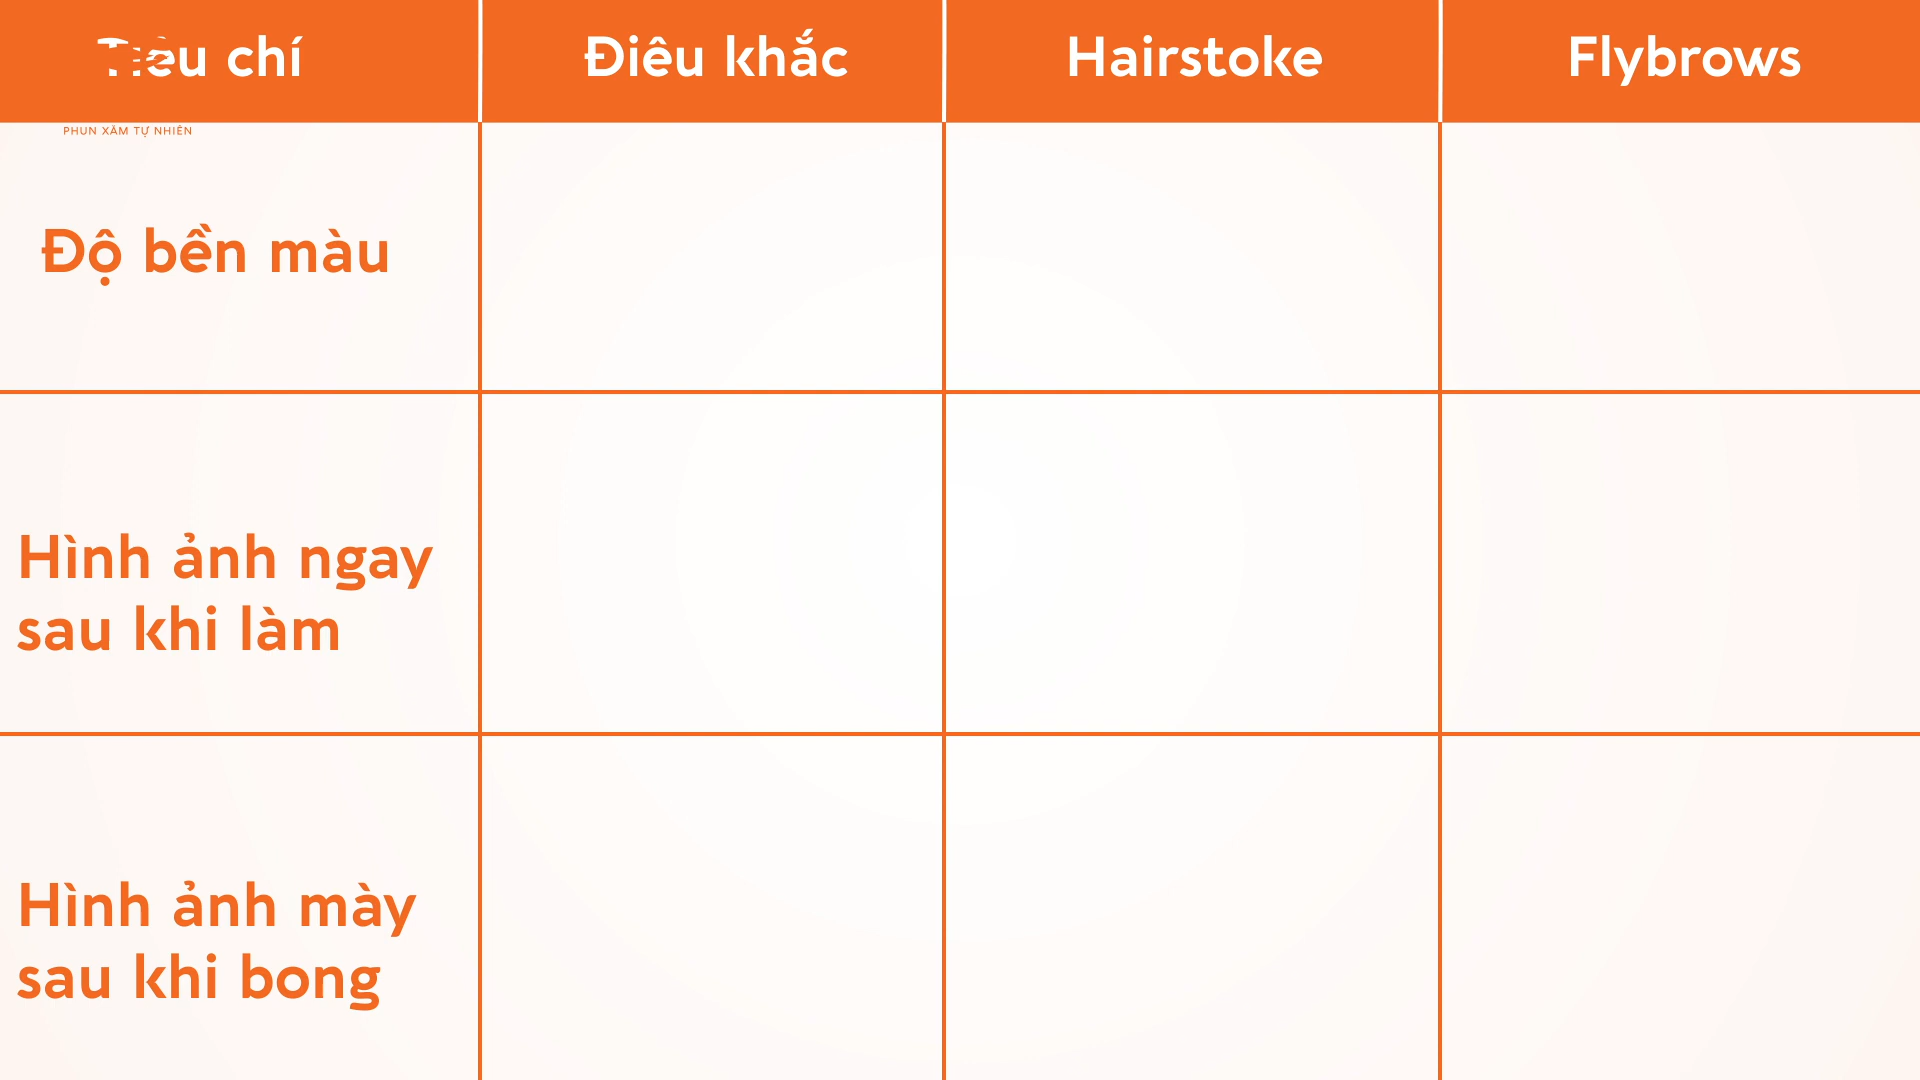 Tiêu chí
Điêu khắc
Hairstoke
Flybrows
PHUN XĂM TỰ NHIÊN
Độ bền màu
Hình ảnh ngay
sau khi làm
Hình ảnh mày
sau khi bong